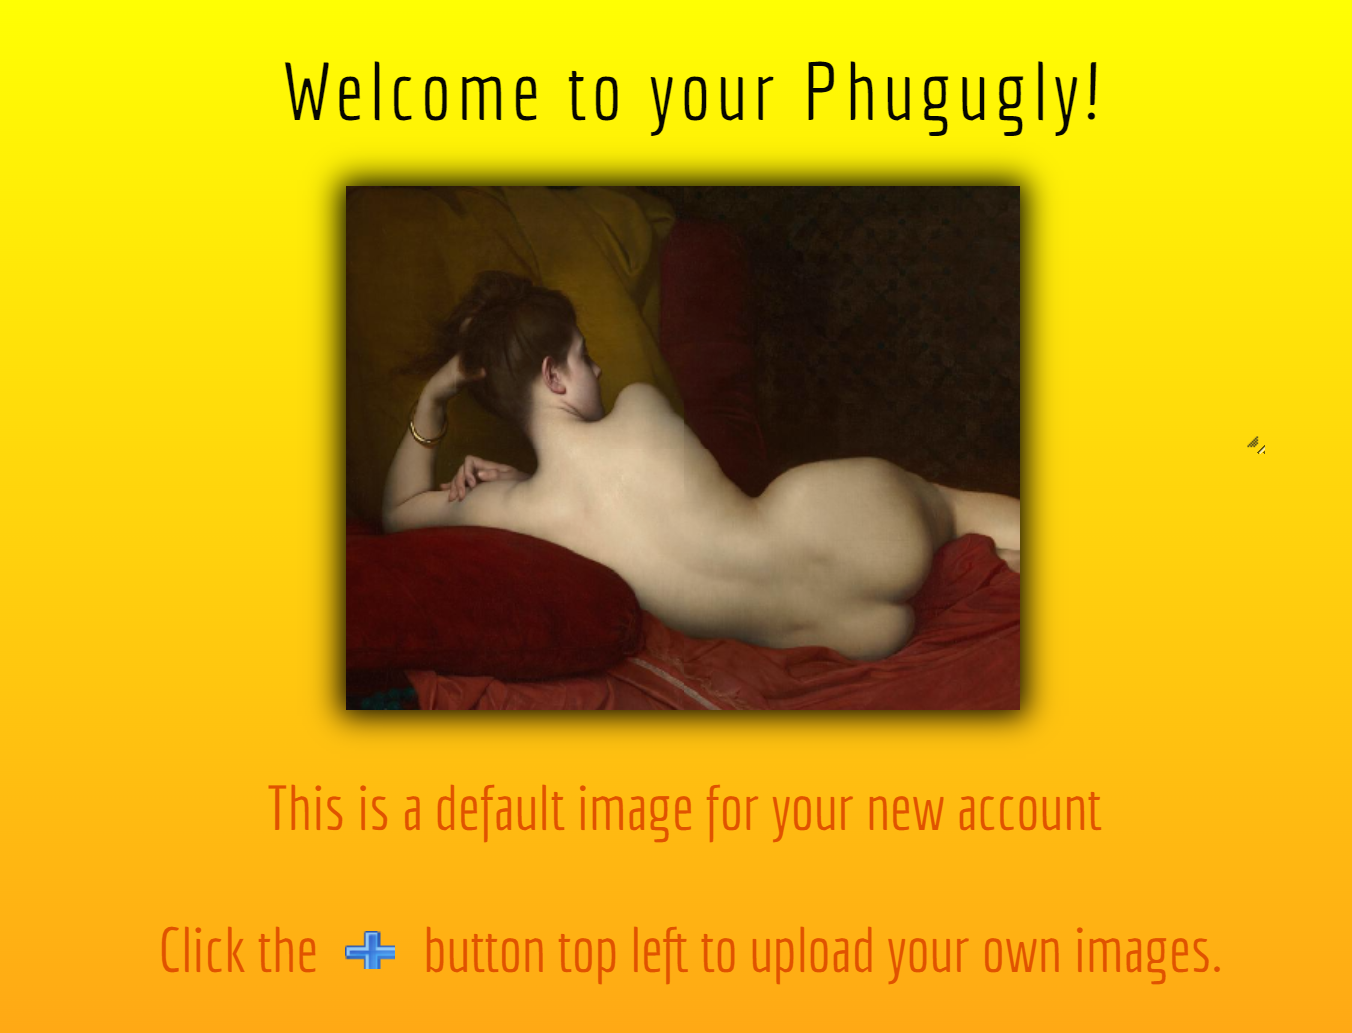 Welcome to your Phugugly!
This is a default image for your new account
Click the button top left to upload your own images.